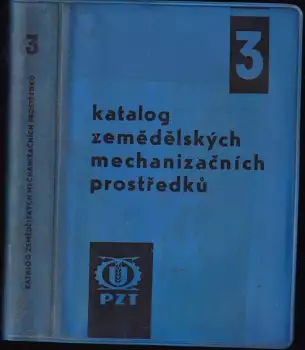 3
KATALOG ZEMĚDĚLSKÝCH MECHANIZAČNÍCH PROSTŘEDKŮ
3
katalog
zemědělských
mechanizačních
prostředků
PZT